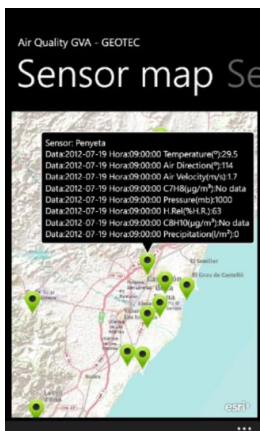 Air Quality GVA - GEOTEC
Sensor map Se
Sensor: Penyeta
Data:2012-07-19 Hora:09:00:00 Temperature(º):29.5
Data:2012-07-19 Hora:09:00:00 Air Direction(º):114
Data:2012-07-19 Hora:09:00:00 Air Velocity(m/s):1.7
Data:2012-07-19 Hora:09:00:00 C7H8(µg/m³):No data
Data:2012-07-19 Hora:09:00:00 Pressure(mb):1000
Data:2012-07-19 Hora:09:00:00 H.Rel(%H.R.):63
Data:2012-07-19 Hora:09:00:00 C8H10(µg/m³):No data
Data:2012-07-19 Hora:09:00:00 Precipitation(l/m²):0
El Grau de Castelló
esri